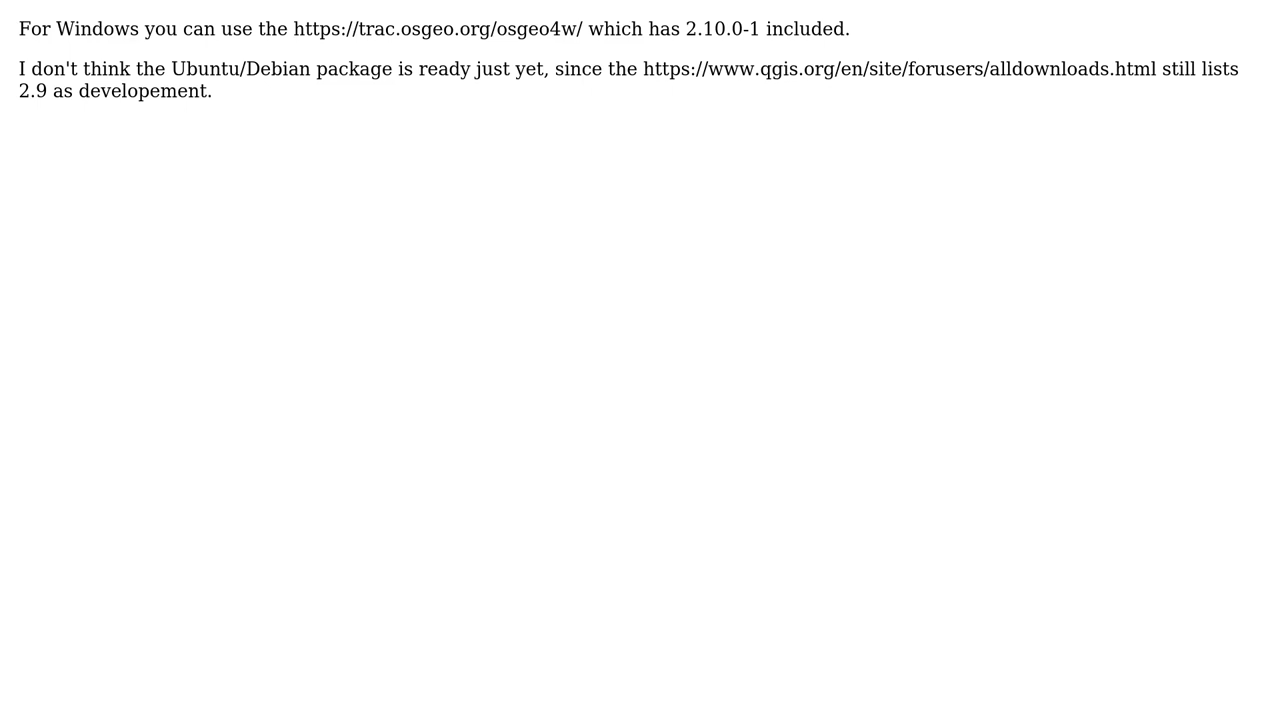 For Windows you can use the https://trac.osgeo.org/osgeo4w/ which has 2.10.0-1 included.
I don't think the Ubuntu/Debian package is ready just yet, since the https://www.qgis.org/en/site/forusers/alldownloads.html still lists
2.9 as developement.